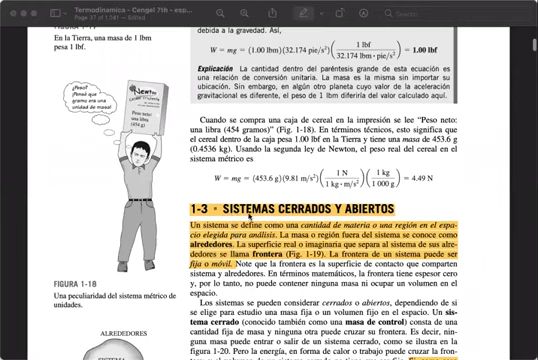 Termodinamica - Cengel 7th - esp...
Page 37 of 1,041 — Edited
Search
En la Tierra, una masa de 1 lbm
pesa 1 lbf.
¿Peso?
¡Pensé que
gramo era una
unidad de masa!
Peso neto:
una libra
(454 g)
FIGURA 1-18
Una peculiaridad del sistema métrico de
unidades.
ALREDEDORES
debida a la gravedad. Así,
W = mg = (1.00 lbm)(32.174 pie/s²)(1 lbf / 32.174 lbm · pie/s²) = 1.00 lbf
Explicación La cantidad dentro del paréntesis grande de esta ecuación es
una relación de conversión unitaria. La masa es la misma sin importar su
ubicación. Sin embargo, en algún otro planeta cuyo valor de la aceleración
gravitacional es diferente, el peso de 1 lbm diferiría del valor calculado aquí.
Cuando se compra una caja de cereal en la impresión se lee “Peso neto:
una libra (454 gramos)” (Fig. 1-18). En términos técnicos, esto significa que
el cereal dentro de la caja pesa 1.00 lbf en la Tierra y tiene una masa de 453.6 g
(0.4536 kg). Usando la segunda ley de Newton, el peso real del cereal en el
sistema métrico es
W = mg = (453.6 g)(9.81 m/s²)(1 N / 1 kg · m/s²)(1 kg / 1 000 g) = 4.49 N
1-3 • SISTEMAS CERRADOS Y ABIERTOS
Un sistema se define como una cantidad de materia o una región en el espa-
cio elegida para análisis. La masa o región fuera del sistema se conoce como
alrededores. La superficie real o imaginaria que separa al sistema de sus alre-
dedores se llama frontera (Fig. 1-19). La frontera de un sistema puede ser
fija o móvil. Note que la frontera es la superficie de contacto que comparten
sistema y alrededores. En términos matemáticos, la frontera tiene espesor cero
y, por lo tanto, no puede contener ninguna masa ni ocupar un volumen en el
espacio.
Los sistemas se pueden considerar cerrados o abiertos, dependiendo de si
se elige para estudio una masa fija o un volumen fijo en el espacio. Un sis-
tema cerrado (conocido también como una masa de control) consta de una
cantidad fija de masa y ninguna otra puede cruzar su frontera. Es decir, nin-
guna masa puede entrar o salir de un sistema cerrado, como se ilustra en la
figura 1-20. Pero la energía, en forma de calor o trabajo puede cruzar la fron-